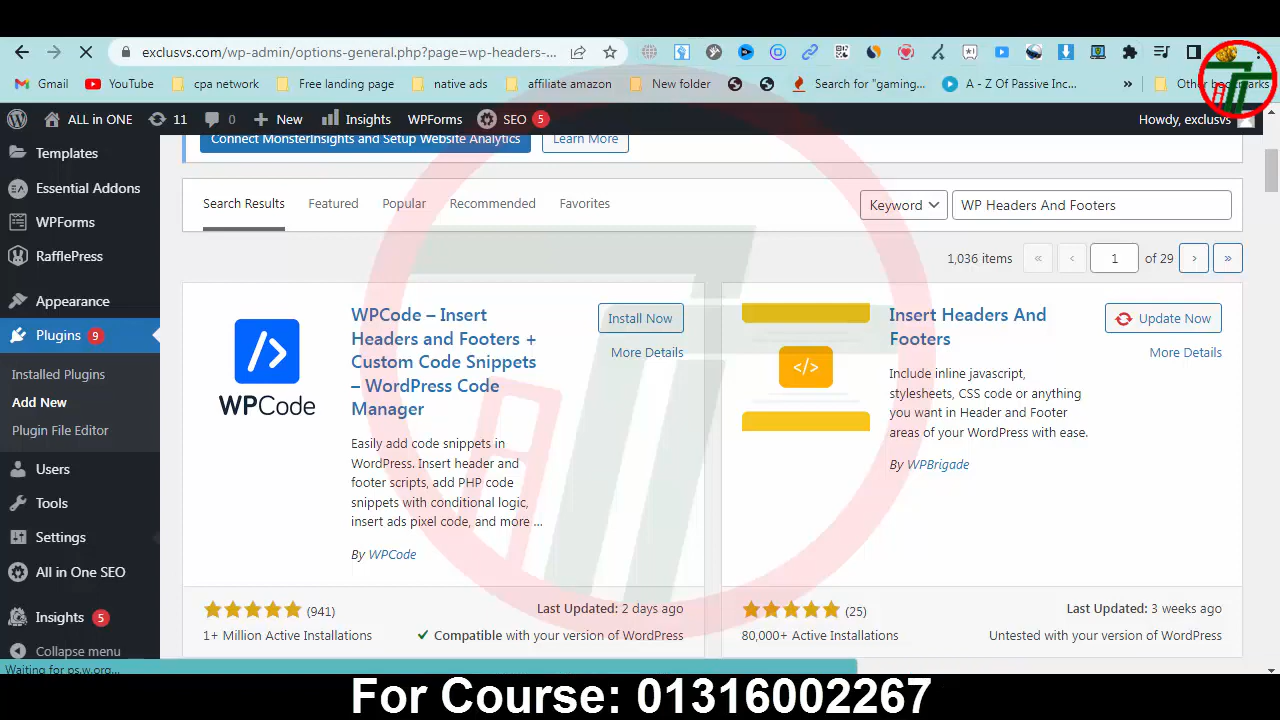 exclusvs.com/wp-admin/options-general.php?page=wp-headers-...
Gmail YouTube cpa network Free landing page native ads affiliate amazon New folder Search for "gaming... A - Z Of Passive Inc... » Other bookmarks
ALL in ONE 11 0 New Insights WPForms SEO 5 Howdy, exclusvs
Templates
Essential Addons
WPForms
RafflePress
Appearance
Plugins 9
Installed Plugins
Add New
Plugin File Editor
Users
Tools
Settings
All in One SEO
Insights 5
Collapse menu
Waiting for ps.w.org...
Connect MonsterInsights and Setup Website Analytics Learn More
Search Results Featured Popular Recommended Favorites Keyword WP Headers And Footers
1,036 items « ‹ 1 of 29 › »
WPCode
WPCode – Insert
Headers and Footers +
Custom Code Snippets
– WordPress Code
Manager
Install Now
More Details
Easily add code snippets in
WordPress. Insert header and
footer scripts, add PHP code
snippets with conditional logic,
insert ads pixel code, and more ...
By WPCode
(941)
1+ Million Active Installations
Last Updated: 2 days ago
Compatible with your version of WordPress
</>
Insert Headers And
Footers
Update Now
More Details
Include inline javascript,
stylesheets, CSS code or anything
you want in Header and Footer
areas of your WordPress with ease.
By WPBrigade
(25)
80,000+ Active Installations
Last Updated: 3 weeks ago
Untested with your version of WordPress
For Course: 01316002267